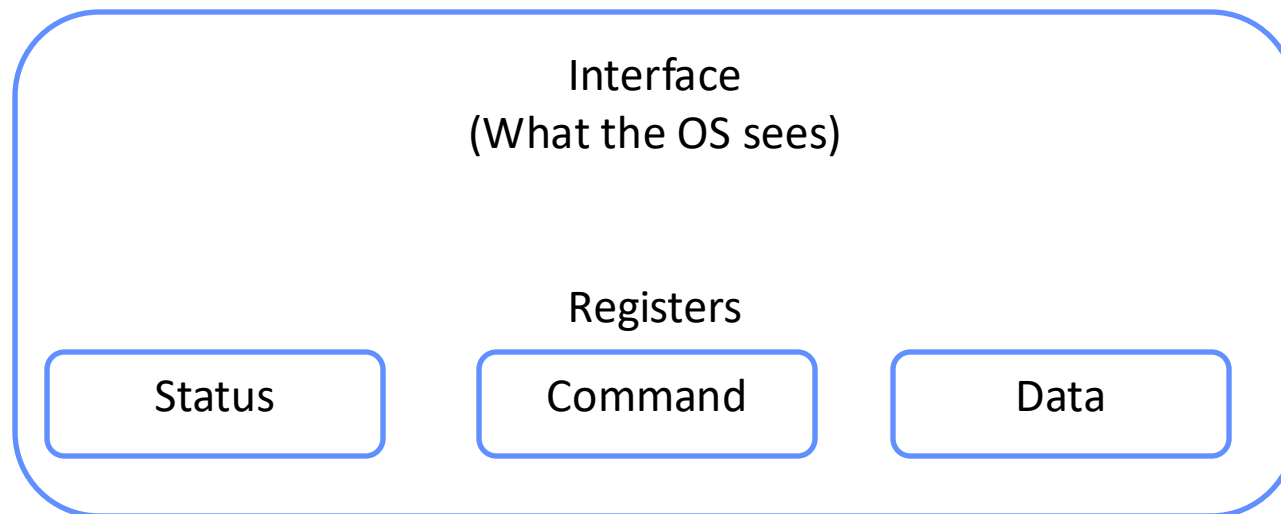 Interface
(What the OS sees)
Registers
Status
Command
Data